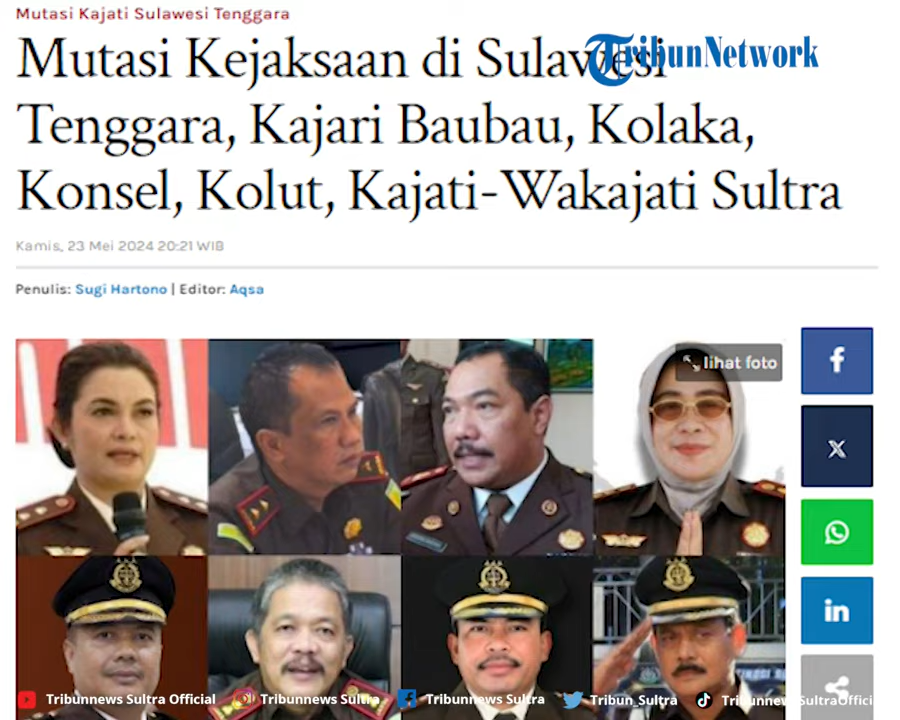 Mutasi Kajati Sulawesi Tenggara
Mutasi Kejaksaan di Sulawesi
TribunNetwork
Tenggara, Kajari Baubau, Kolaka,
Konsel, Kolut, Kajati-Wakajati Sultra
Kamis, 23 Mei 2024 20:21 WIB
Penulis: Sugi Hartono | Editor: Aqsa
lihat foto
Tribunnews Sultra Official
Tribunnews Sultra
Tribunnews Sultra
Tribun_Sultra